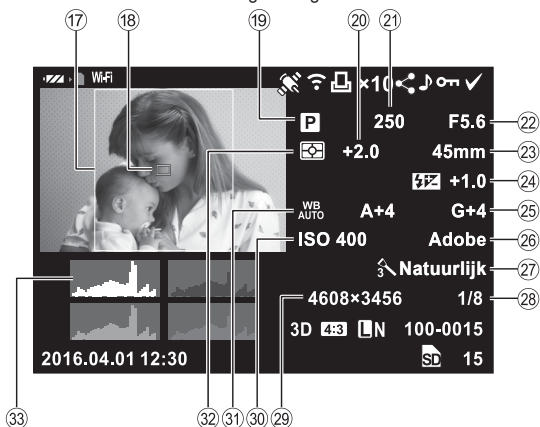 17 18 19 20 21
Wi-Fi ×10
P 250 F5.6 22
+2.0 45mm 23
+1.0 24
WB AUTO A+4 G+4 25
ISO 400 Adobe 26
3 Natuurlijk 27
4608×3456 1/8 28
3D 4:3 L N 100-0015
2016.04.01 12:30 SD 15
33 32 31 30 29